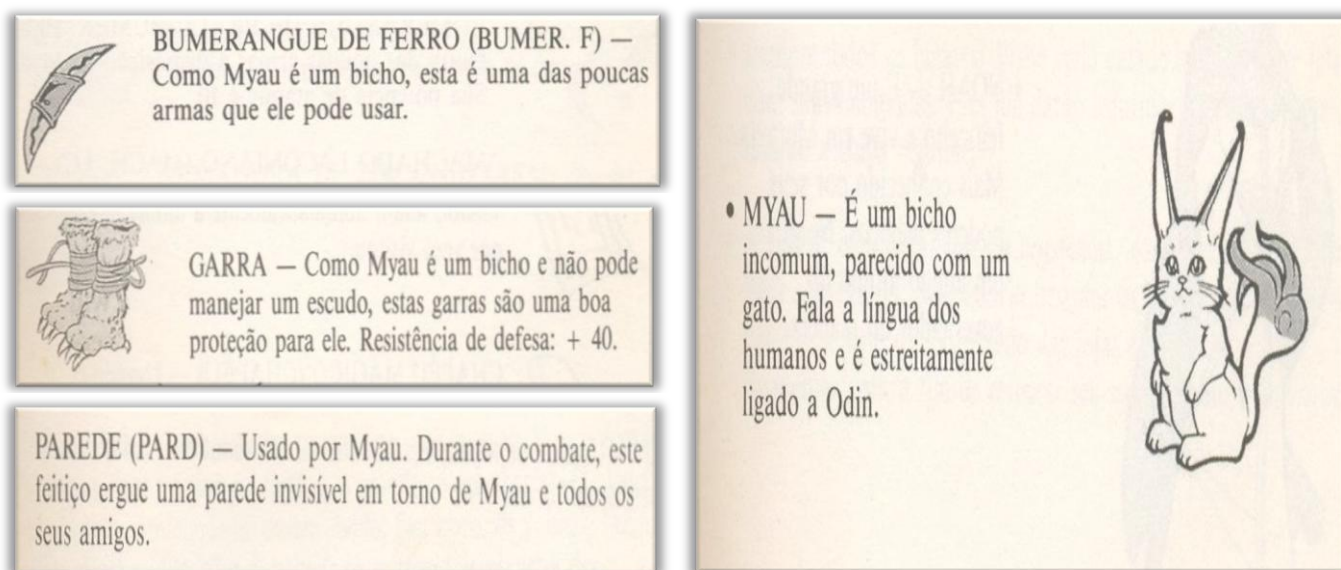 BUMERANGUE DE FERRO (BUMER. F) —
Como Myau é um bicho, esta é uma das poucas
armas que ele pode usar.
GARRA — Como Myau é um bicho e não pode
manejar um escudo, estas garras são uma boa
proteção para ele. Resistência de defesa: + 40.
PAREDE (PARD) — Usado por Myau. Durante o combate, este
feitiço ergue uma parede invisível em torno de Myau e todos os
seus amigos.
• MYAU — É um bicho
incomum, parecido com um
gato. Fala a língua dos
humanos e é estreitamente
ligado a Odin.